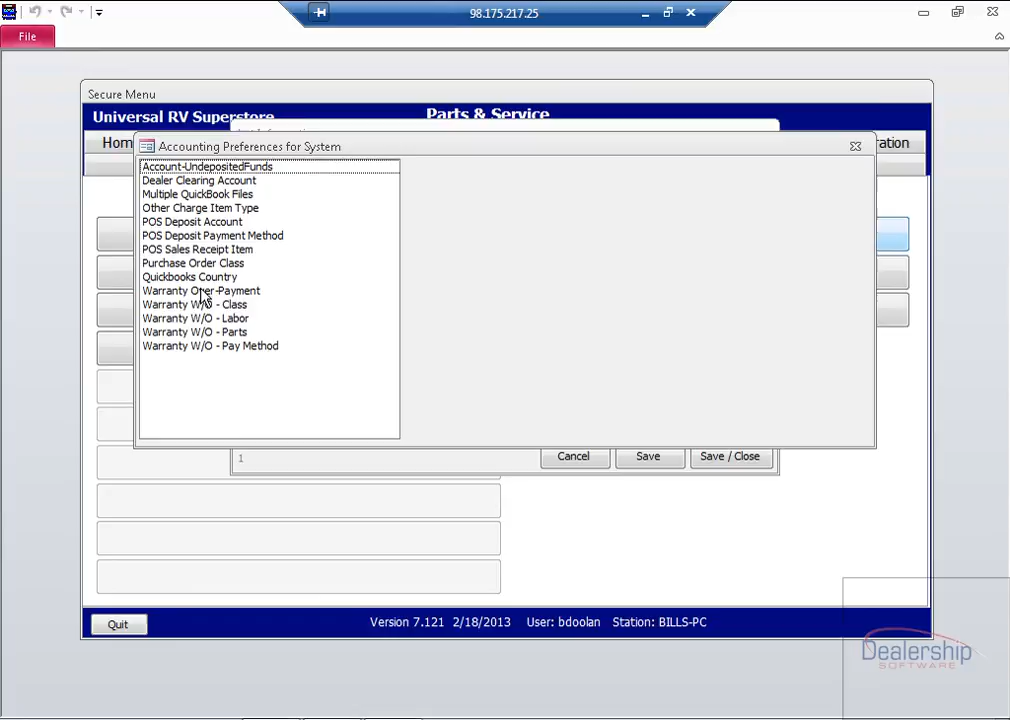 98.175.217.25
File
Secure Menu
Universal RV Superstore
Parts & Service
Accounting Preferences for System
Account-UndepositedFunds
Dealer Clearing Account
Multiple QuickBook Files
Other Charge Item Type
POS Deposit Account
POS Deposit Payment Method
POS Sales Receipt Item
Purchase Order Class
Quickbooks Country
Warranty Over-Payment
Warranty W/O - Class
Warranty W/O - Labor
Warranty W/O - Parts
Warranty W/O - Pay Method
1
Cancel
Save
Save / Close
Quit
Version 7.121 2/18/2013 User: bdoolan Station: BILLS-PC
Dealership
SOFTWARE